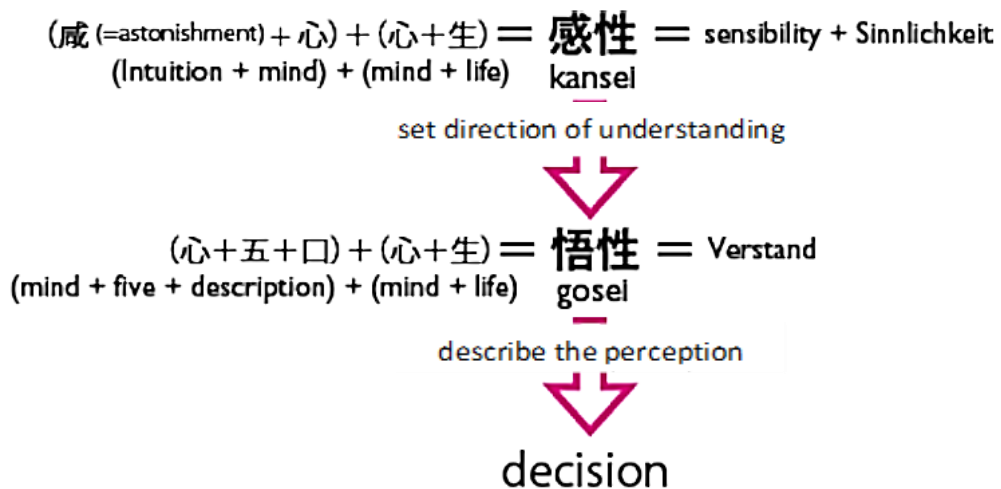 (咸 (=astonishment) + 心) + (心＋生) = 感性 = sensibility + Sinnlichkeit
(Intuition + mind) + (mind + life) kansei
set direction of understanding
(心＋五＋口) + (心＋生) = 悟性 = Verstand
(mind + five + description) + (mind + life) gosei
describe the perception
decision